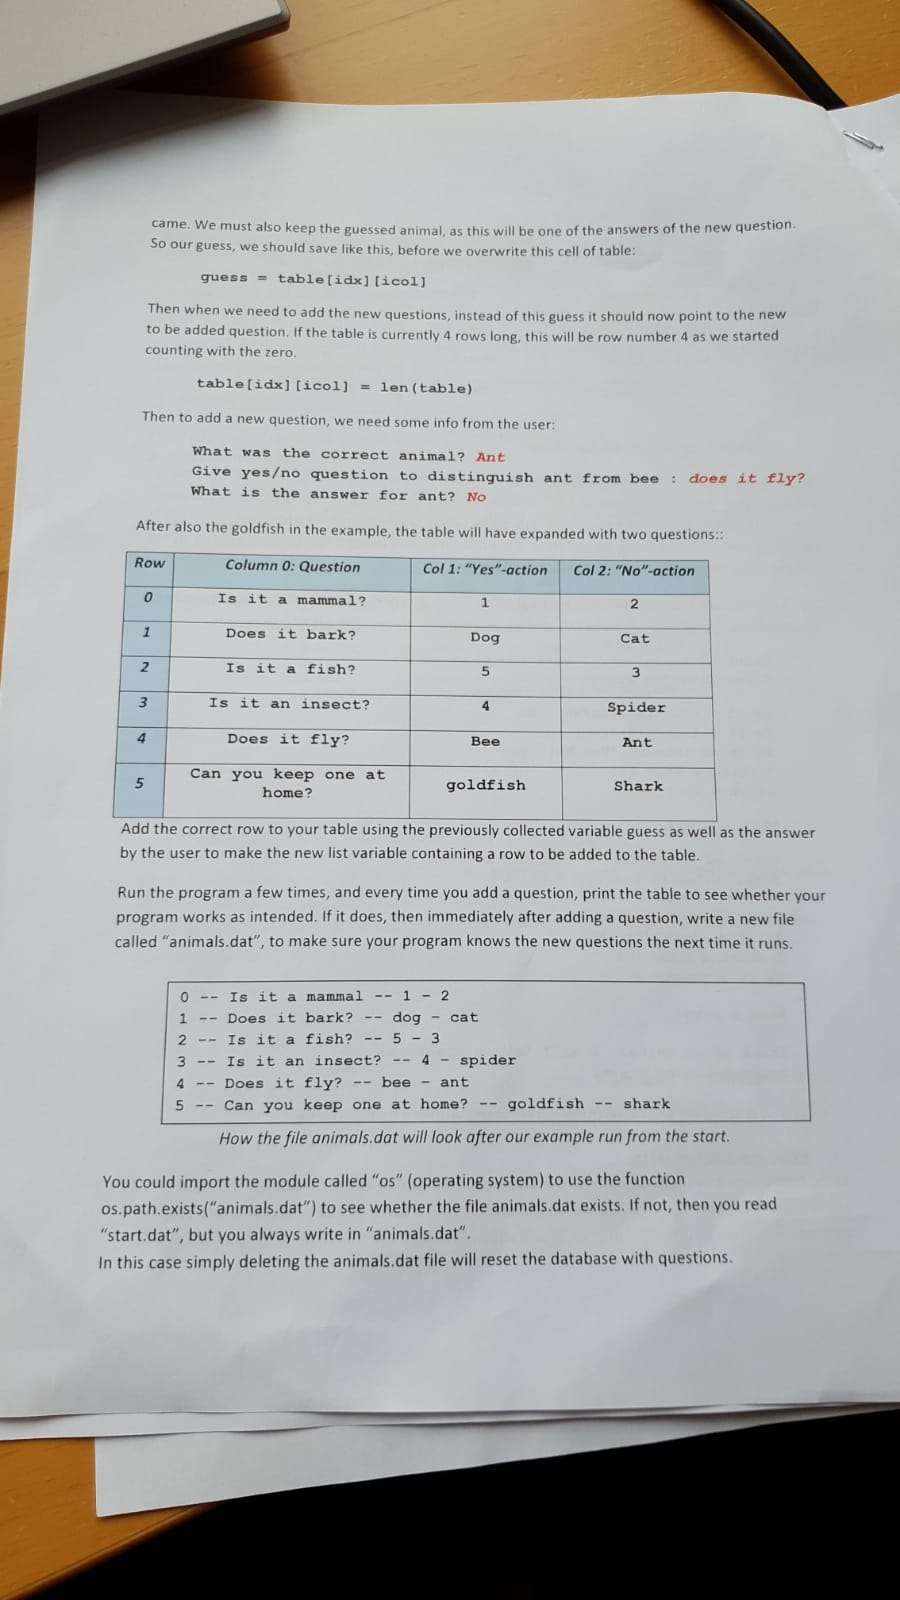 came. We must also keep the guessed animal, as this will be one of the answers of the new question.
So our guess, we should save like this, before we overwrite this cell of table:
guess = table[idx][icol]
Then when we need to add the new questions, instead of this guess it should now point to the new
to be added question. If the table is currently 4 rows long, this will be row number 4 as we started
counting with the zero.
table[idx][icol] = len(table)
Then to add a new question, we need some info from the user:
What was the correct animal? Ant
Give yes/no question to distinguish ant from bee : does it fly?
What is the answer for ant? No
After also the goldfish in the example, the table will have expanded with two questions::
Row Column 0: Question Col 1: "Yes"-action Col 2: "No"-action
0 Is it a mammal? 1 2
1 Does it bark? Dog Cat
2 Is it a fish? 5 3
3 Is it an insect? 4 Spider
4 Does it fly? Bee Ant
5 Can you keep one at
home? goldfish Shark
Add the correct row to your table using the previously collected variable guess as well as the answer
by the user to make the new list variable containing a row to be added to the table.
Run the program a few times, and every time you add a question, print the table to see whether your
program works as intended. If it does, then immediately after adding a question, write a new file
called "animals.dat", to make sure your program knows the new questions the next time it runs.
0 -- Is it a mammal -- 1 - 2
1 -- Does it bark? -- dog - cat
2 -- Is it a fish? -- 5 - 3
3 -- Is it an insect? -- 4 - spider
4 -- Does it fly? -- bee - ant
5 -- Can you keep one at home? -- goldfish -- shark
How the file animals.dat will look after our example run from the start.
You could import the module called "os" (operating system) to use the function
os.path.exists("animals.dat") to see whether the file animals.dat exists. If not, then you read
"start.dat", but you always write in "animals.dat".
In this case simply deleting the animals.dat file will reset the database with questions.